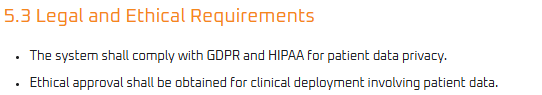 5.3 Legal and Ethical Requirements
• The system shall comply with GDPR and HIPAA for patient data privacy.
• Ethical approval shall be obtained for clinical deployment involving patient data.